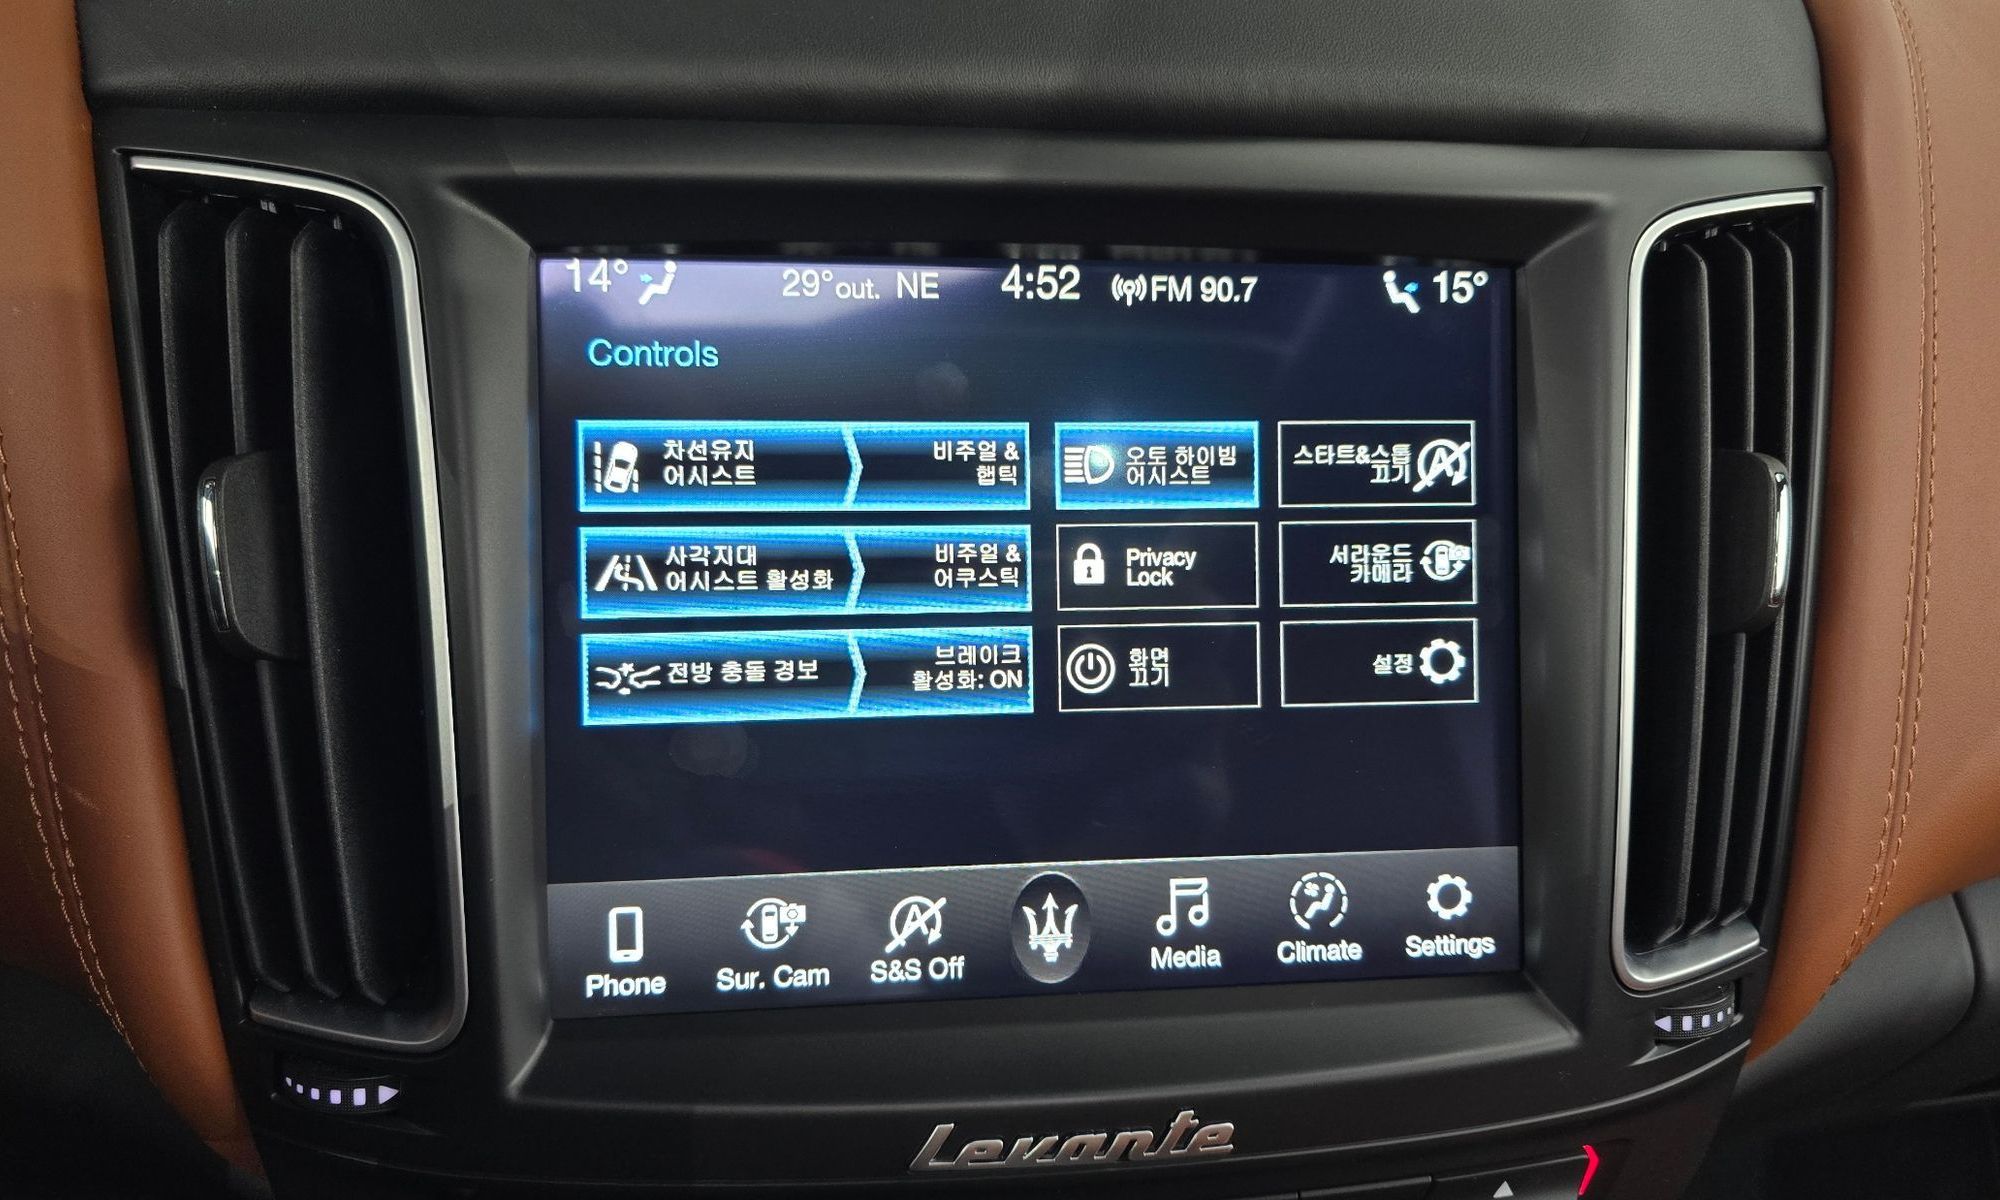 14° 29°out. NE 4:52 FM 90.7 15°
Controls
차선유지
어시스트
비주얼 &
햅틱
오토 하이빔
어시스트
스타트&스톱
끄기
사각지대
어시스트 활성화
비주얼 &
어쿠스틱
Privacy
Lock
서라운드
카메라
전방 충돌 경보
브레이크
활성화: ON
화면
끄기
설정
Phone
Sur. Cam
S&S Off
Media
Climate
Settings
Levante